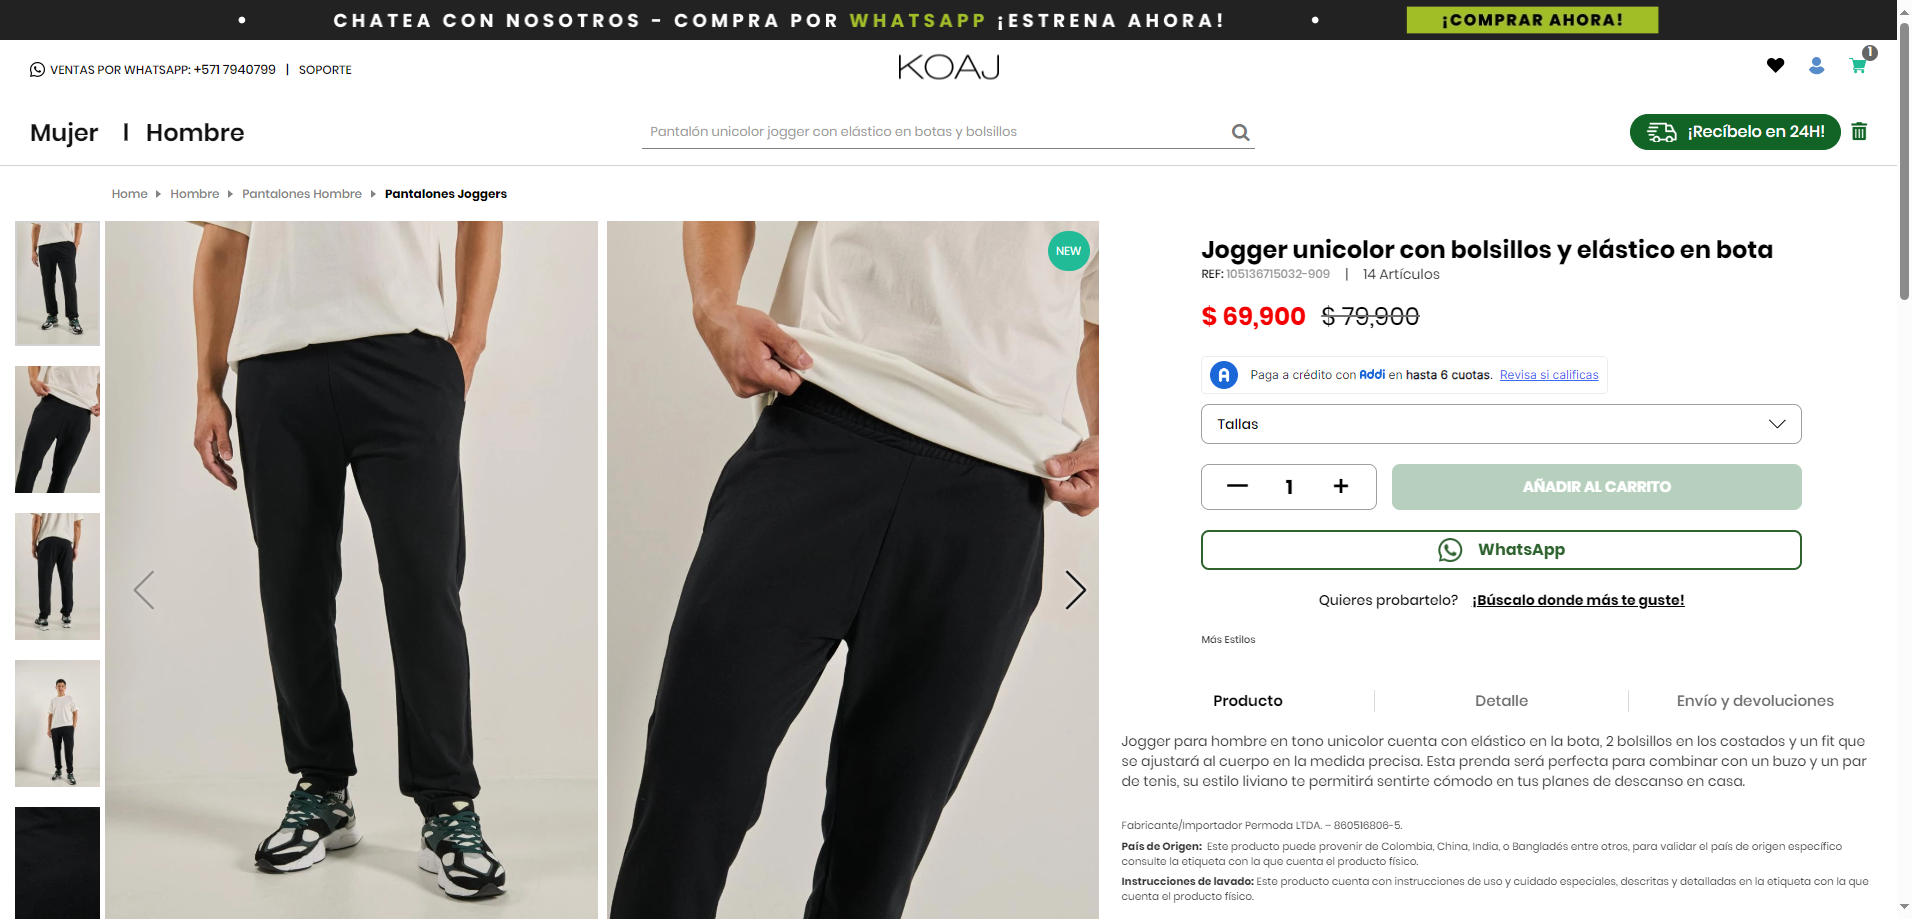 CHATEA CON NOSOTROS - COMPRA POR WHATSAPP ¡ESTRENA AHORA!
¡COMPRAR AHORA!
VENTAS POR WHATSAPP: +571 7940799 | SOPORTE
KOAJ
1
Mujer | Hombre
Pantalón unicolor jogger con elástico en botas y bolsillos
¡Recíbelo en 24H!
Home Hombre Pantalones Hombre Pantalones Joggers
NEW
Jogger unicolor con bolsillos y elástico en bota
REF: 105136715032-909 | 14 Artículos
$ 69,900 $ 79,900
Paga a crédito con Addi en hasta 6 cuotas. Revisa si calificas
Tallas
1
AÑADIR AL CARRITO
WhatsApp
Quieres probartelo? ¡Búscalo donde más te guste!
Más Estilos
Producto
Detalle
Envío y devoluciones
Jogger para hombre en tono unicolor cuenta con elástico en la bota, 2 bolsillos en los costados y un fit que
se ajustará al cuerpo en la medida precisa. Esta prenda será perfecta para combinar con un buzo y un par
de tenis, su estilo liviano te permitirá sentirte cómodo en tus planes de descanso en casa.
Fabricante/Importador Permoda LTDA. – 860516806-5.
País de Origen: Este producto puede provenir de Colombia, China, India, o Bangladés entre otros, para validar el país de origen específico
consulte la etiqueta con la que cuenta el producto físico.
Instrucciones de lavado: Este producto cuenta con instrucciones de uso y cuidado especiales, descritas y detalladas en la etiqueta con la que
cuenta el producto físico.